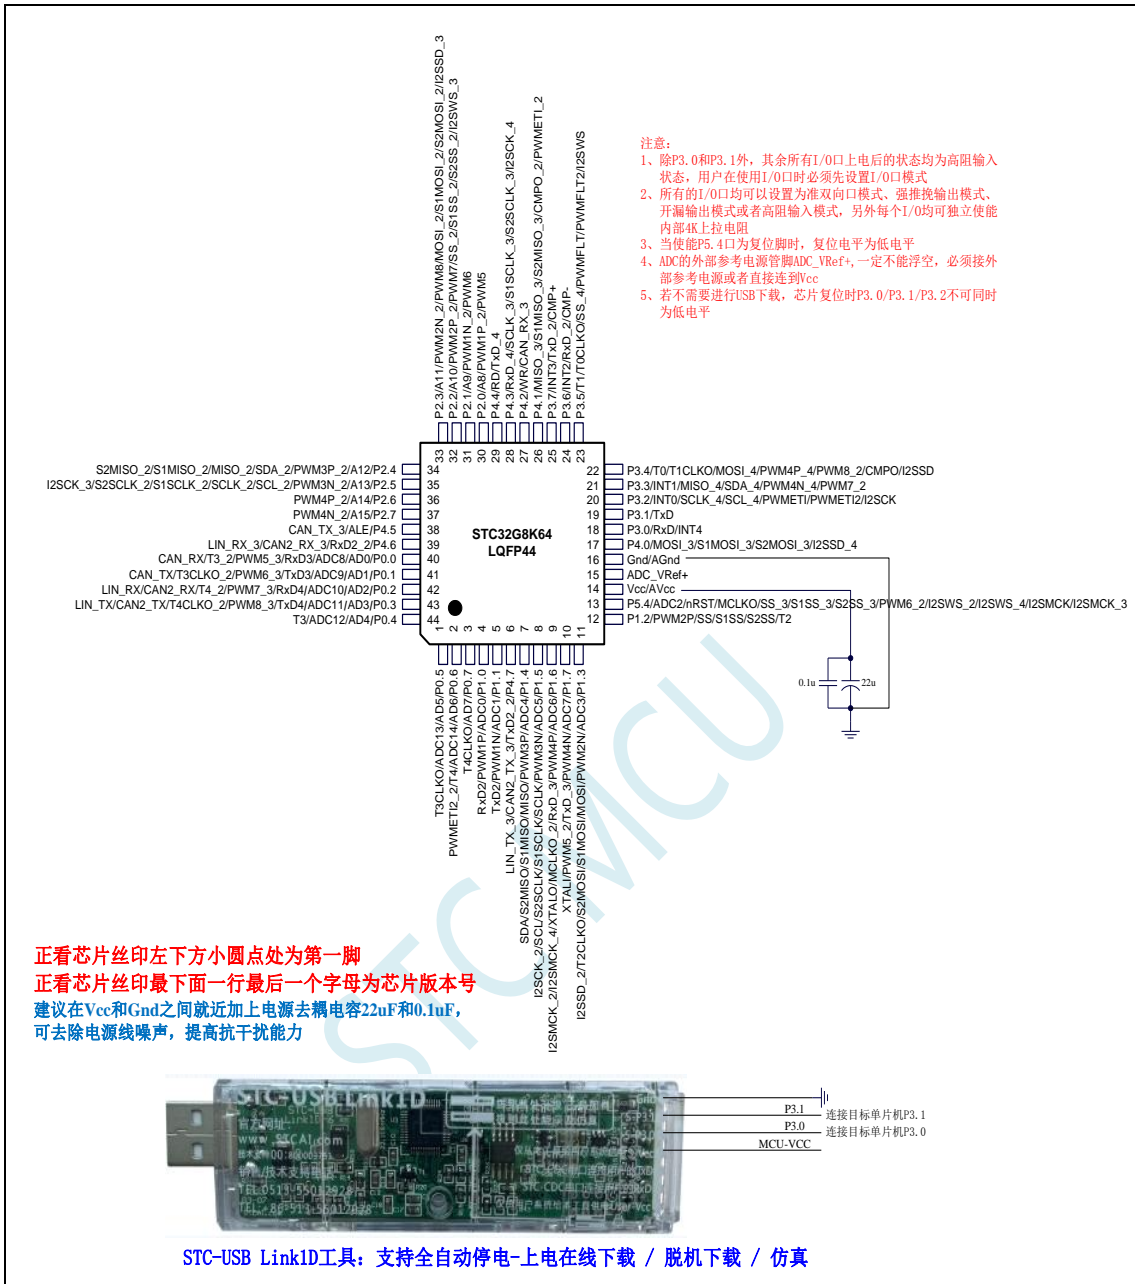 P2.3/A11/PWM2N_2/PWM8/MOSI_2/S1MOSI_2/S2MOSI_2/I2SSD_3
P2.2/A10/PWM2P_2/PWM7/SS_2/S1SS_2/S2SS_2/I2SWS_3
P2.1/A9/PWM1N_2/PWM6
P2.0/A8/PWM1P_2/PWM5
P4.4/RD/TxD_4
P4.3/RxD_4/SCLK_3/S1SCLK_3/S2SCLK_3/I2SCK_4
P4.2/WR/CAN_RX_3
P4.1/MISO_3/S1MISO_3/S2MISO_3/CMPO_2/PWMETI_2
P3.7/INT3/TxD_2/CMP+
P3.6/INT2/RxD_2/CMP-
P3.5/T1/T0CLKO/SS_4/PWMFLT/PWMFLT2/I2SWS
注意:
1、除P3.0和P3.1外，其余所有I/O口上电后的状态均为高阻输入
状态，用户在使用I/O口时必须先设置I/O口模式
2、所有的I/O口均可以设置为准双向口模式、强推挽输出模式、
开漏输出模式或者高阻输入模式，另外每个I/O均可独立使能
内部4K上拉电阻
3、当使能P5.4口为复位脚时，复位电平为低电平
4、ADC的外部参考电源管脚ADC_VRef+,一定不能浮空，必须接外
部参考电源或者直接连到Vcc
5、若不需要进行USB下载，芯片复位时P3.0/P3.1/P3.2不可同时
为低电平
33 32 31 30 29 28 27 26 25 24 23
S2MISO_2/S1MISO_2/MISO_2/SDA_2/PWM3P_2/A12/P2.4 34
I2SCK_3/S2SCLK_2/S1SCLK_2/SCLK_2/SCL_2/PWM3N_2/A13/P2.5 35
PWM4P_2/A14/P2.6 36
PWM4N_2/A15/P2.7 37
CAN_TX_3/ALE/P4.5 38
LIN_RX_3/CAN2_RX_3/RxD2_2/P4.6 39
CAN_RX/T3_2/PWM5_3/RxD3/ADC8/AD0/P0.0 40
CAN_TX/T3CLKO_2/PWM6_3/TxD3/ADC9/AD1/P0.1 41
LIN_RX/CAN2_RX/T4_2/PWM7_3/RxD4/ADC10/AD2/P0.2 42
LIN_TX/CAN2_TX/T4CLKO_2/PWM8_3/TxD4/ADC11/AD3/P0.3 43
T3/ADC12/AD4/P0.4 44
STC32G8K64
LQFP44
22 P3.4/T0/T1CLKO/MOSI_4/PWM4P_4/PWM8_2/CMPO/I2SSD
21 P3.3/INT1/MISO_4/SDA_4/PWM4N_4/PWM7_2
20 P3.2/INT0/SCLK_4/SCL_4/PWMETI/PWMETI2/I2SCK
19 P3.1/TxD
18 P3.0/RxD/INT4
17 P4.0/MOSI_3/S1MOSI_3/S2MOSI_3/I2SSD_4
16 Gnd/AGnd
15 ADC_VRef+
14 Vcc/AVcc
13 P5.4/ADC2/nRST/MCLKO/SS_3/S1SS_3/S2SS_3/PWM6_2/I2SWS_2/I2SWS_4/I2SMCK/I2SMCK_3
12 P1.2/PWM2P/SS/S1SS/S2SS/T2
1 2 3 4 5 6 7 8 9 10 11
T3CLKO/ADC13/AD5/P0.5
PWMETI2_2/T4/ADC14/AD6/P0.6
T4CLKO/AD7/P0.7
RxD2/PWM1P/ADC0/P1.0
TxD2/PWM1N/ADC1/P1.1
LIN_TX_3/CAN2_TX_3/TxD2_2/P4.7
SDA/S2MISO/S1MISO/MISO/PWM3P/ADC4/P1.4
I2SCK_2/SCL/S2SCLK/S1SCLK/SCLK/PWM3N/ADC5/P1.5
I2SMCK_2/I2SMCK_4/XTALO/MCLKO_2/RxD_3/PWM4P/ADC6/P1.6
XTALI/PWM5_2/TxD_3/PWM4N/ADC7/P1.7
I2SSD_2/T2CLKO/S2MOSI/S1MOSI/MOSI/PWM2N/ADC3/P1.3
0.1u 22u
STC MCU
正看芯片丝印左下方小圆点处为第一脚
正看芯片丝印最下面一行最后一个字母为芯片版本号
建议在Vcc和Gnd之间就近加上电源去耦电容22uF和0.1uF,
可去除电源线噪声，提高抗干扰能力
STC-USB Link1D
官方网址
www.STCAI.com
TEL:0513-55012928
TEL:+86-513-55012928
P3.1 连接目标单片机P3.1
P3.0 连接目标单片机P3.0
MCU-VCC
STC-USB Link1D工具：支持全自动停电-上电在线下载 / 脱机下载 / 仿真